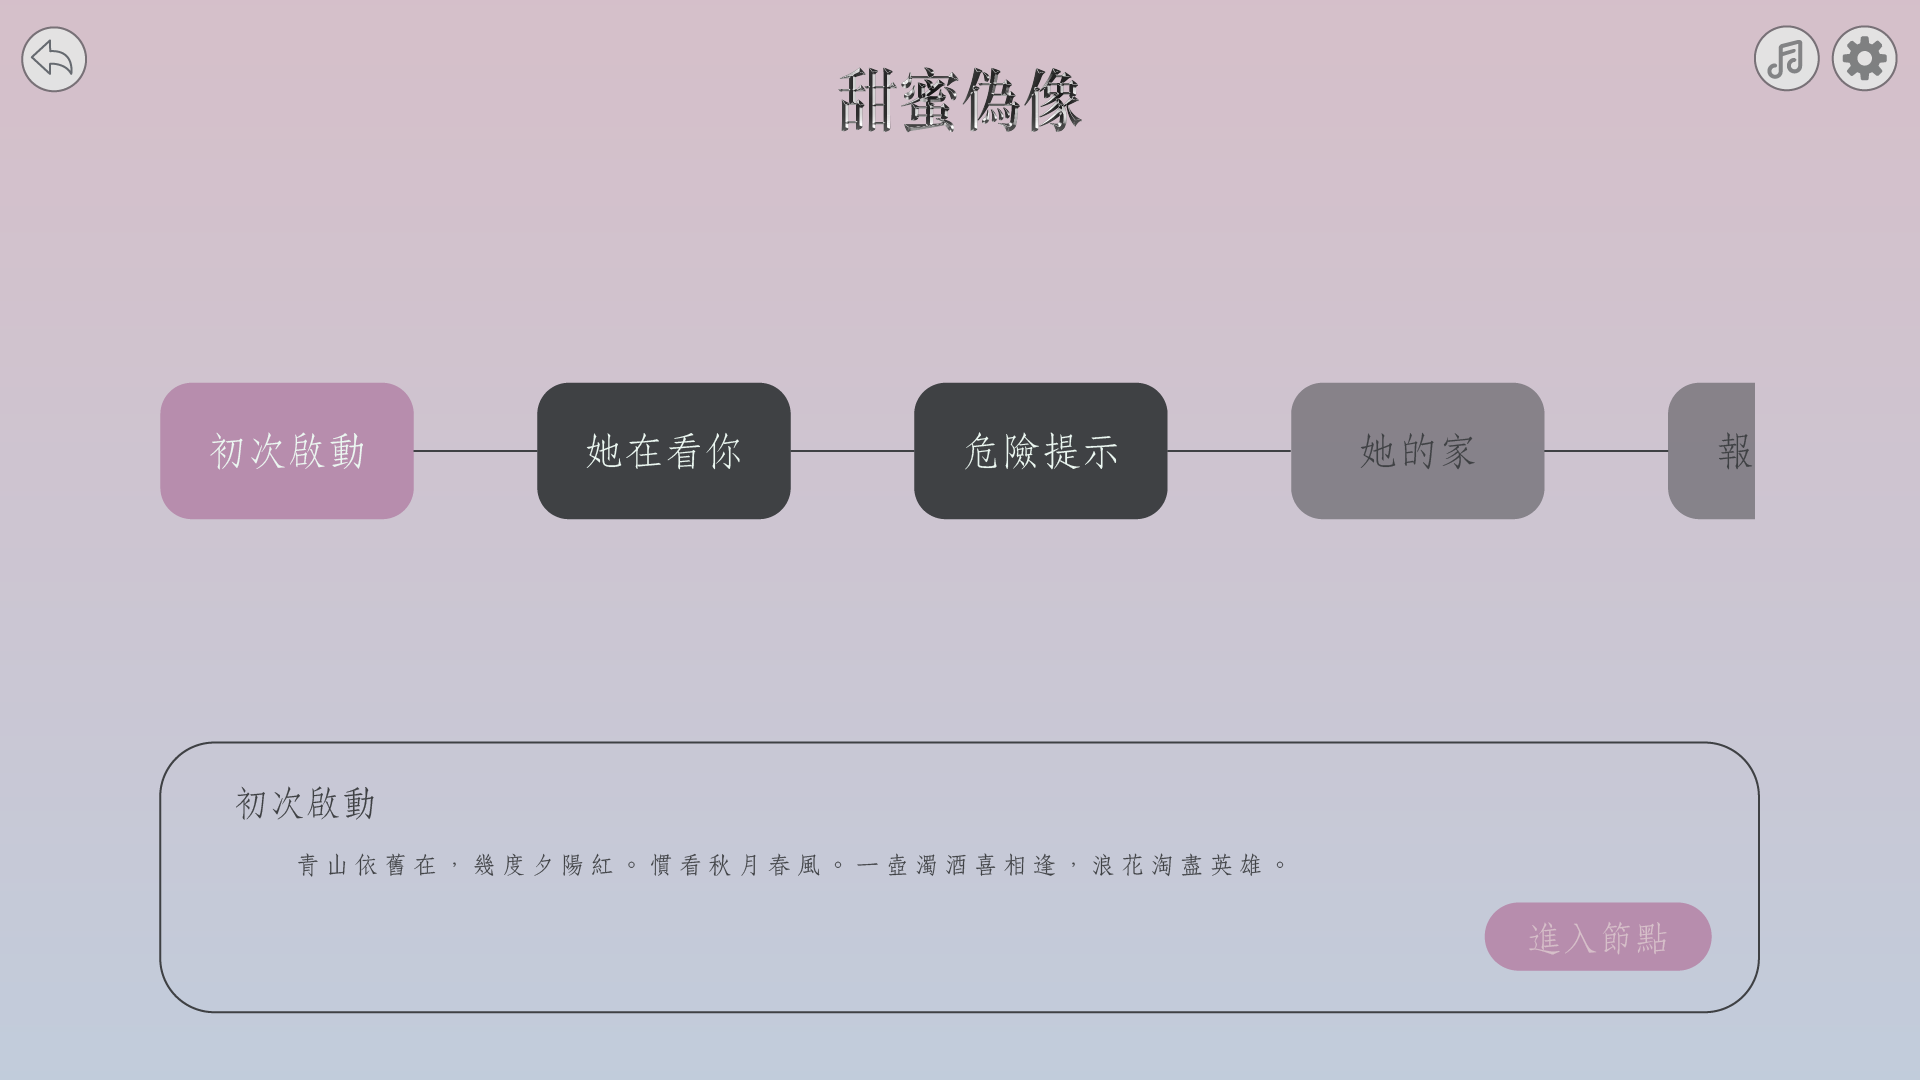 甜蜜偽像
初次啟動
她在看你
危險提示
她的家
報
初次啟動
青山依舊在，幾度夕陽紅。慣看秋月春風。一壺濁酒喜相逢，浪花淘盡英雄。
進入節點